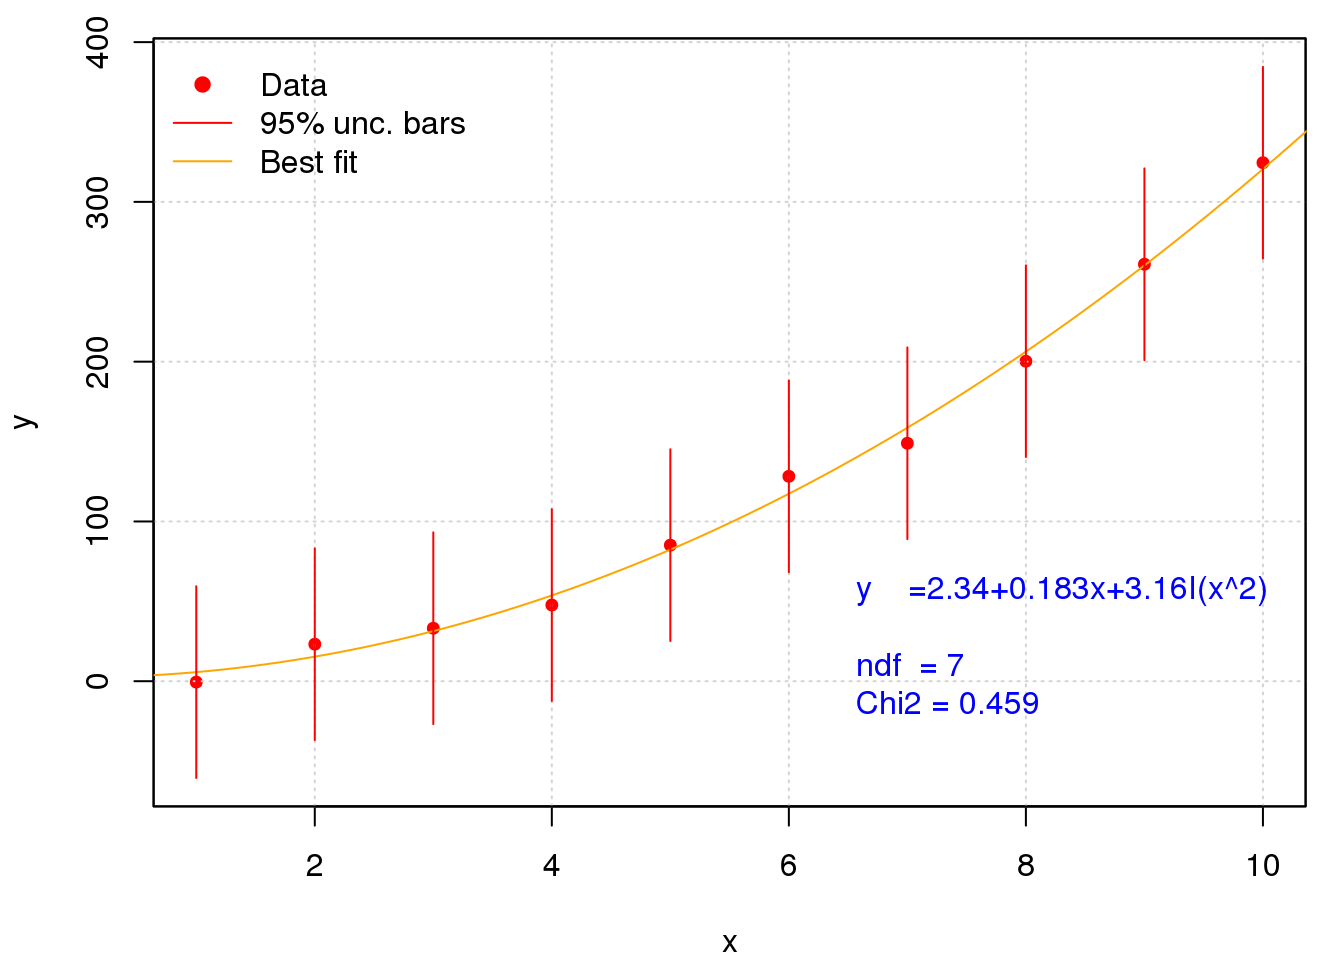 400
300
200
100
0
y
Data
95% unc. bars
Best fit
y =2.34+0.183x+3.16I(x^2)
ndf = 7
Chi2 = 0.459
2 4 6 8 10
x